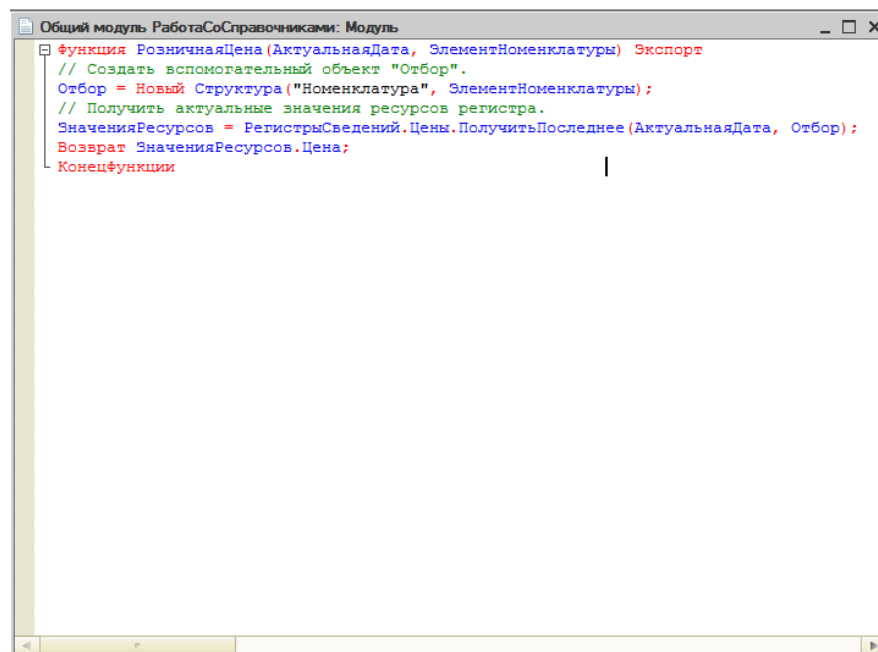 Общий модуль РаботаСоСправочниками: Модуль
Функция РозничнаяЦена(АктуальнаяДата, ЭлементНоменклатуры) Экспорт
// Создать вспомогательный объект "Отбор".
Отбор = Новый Структура("Номенклатура", ЭлементНоменклатуры);
// Получить актуальные значения ресурсов регистра.
ЗначенияРесурсов = РегистрыСведений.Цены.ПолучитьПоследнее(АктуальнаяДата, Отбор);
Возврат ЗначенияРесурсов.Цена;
КонецФункции